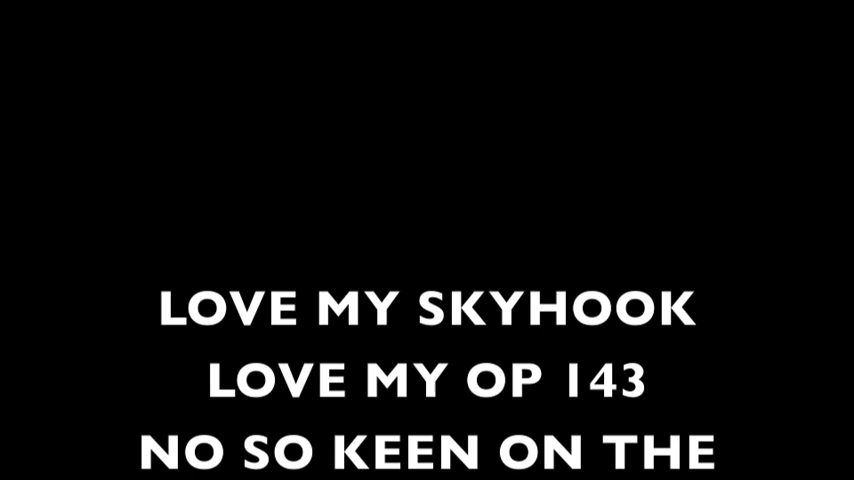 LOVE MY SKYHOOK
LOVE MY OP 143
NO SO KEEN ON THE